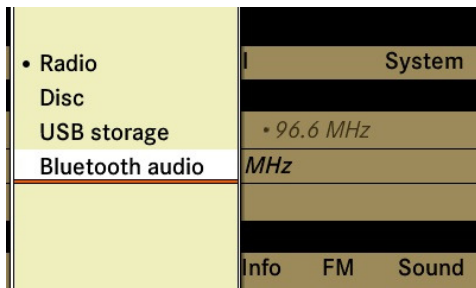 System
• Radio
Disc
USB storage
• 96.6 MHz
Bluetooth audio
MHz
Info
FM
Sound